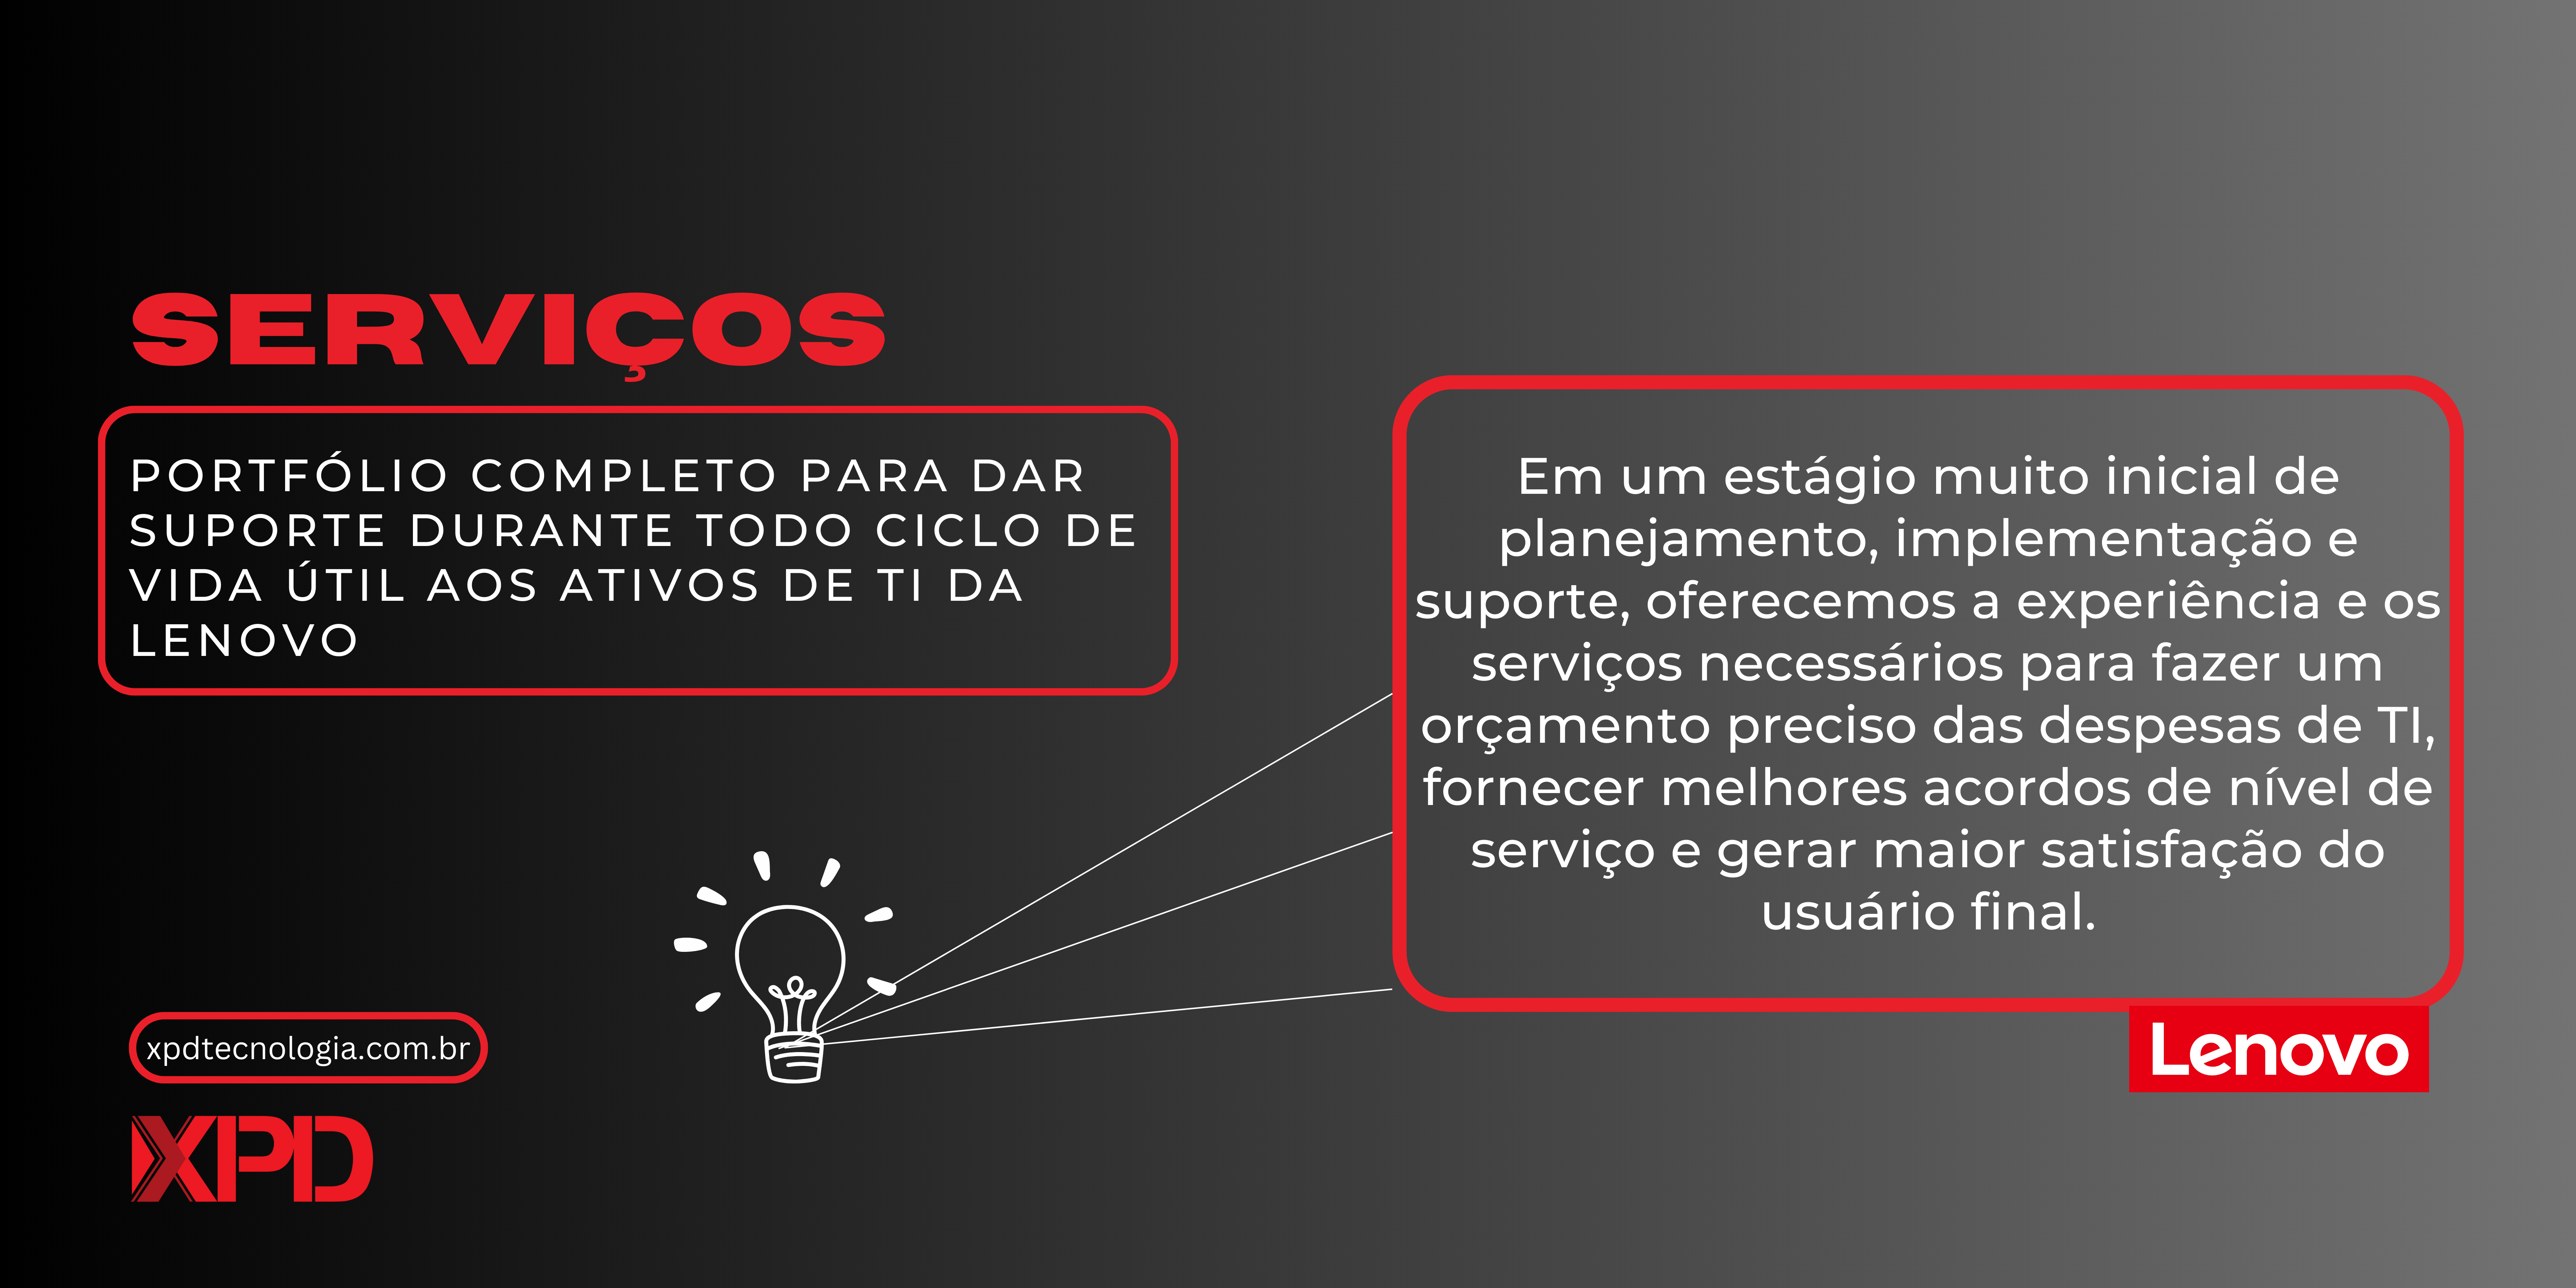 SERVIÇOS
PORTFÓLIO COMPLETO PARA DAR
SUPORTE DURANTE TODO CICLO DE
VIDA ÚTIL AOS ATIVOS DE TI DA
LENOVO
Em um estágio muito inicial de
planejamento, implementação e
suporte, oferecemos a experiência e os
serviços necessários para fazer um
orçamento preciso das despesas de TI,
fornecer melhores acordos de nível de
serviço e gerar maior satisfação do
usuário final.
xpdtecnologia.com.br
Lenovo
XPD